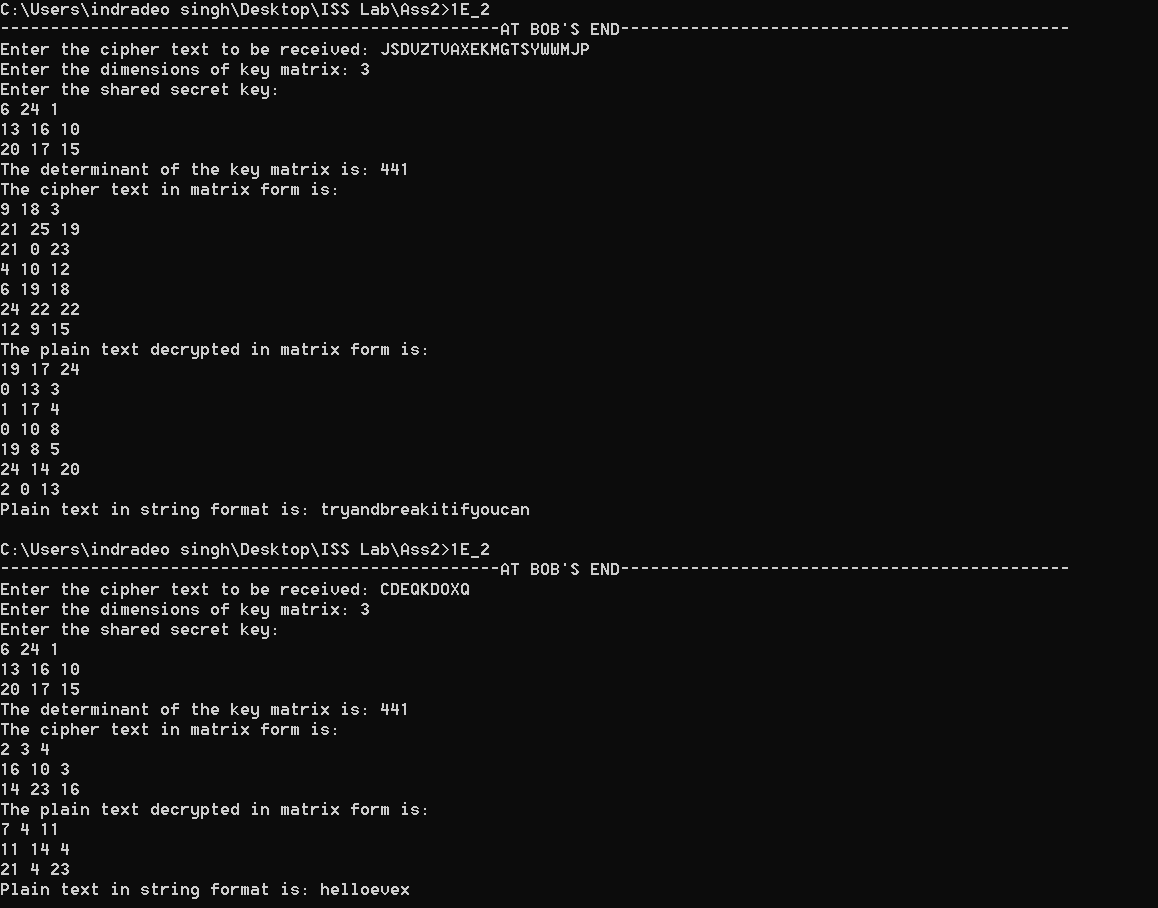 C:\Users\indradeo singh\Desktop\ISS Lab\Ass2>1E_2
--------------------------------------------------AT BOB'S END---------------------------------------------
Enter the cipher text to be received: JSDVZTVAXEKMGTSYWWMJP
Enter the dimensions of key matrix: 3
Enter the shared secret key:
6 24 1
13 16 10
20 17 15
The determinant of the key matrix is: 441
The cipher text in matrix form is:
9 18 3
21 25 19
21 0 23
4 10 12
6 19 18
24 22 22
12 9 15
The plain text decrypted in matrix form is:
19 17 24
0 13 3
1 17 4
0 10 8
19 8 5
24 14 20
2 0 13
Plain text in string format is: tryandbreakitifyoucan
C:\Users\indradeo singh\Desktop\ISS Lab\Ass2>1E_2
--------------------------------------------------AT BOB'S END---------------------------------------------
Enter the cipher text to be received: CDEQKDOXQ
Enter the dimensions of key matrix: 3
Enter the shared secret key:
6 24 1
13 16 10
20 17 15
The determinant of the key matrix is: 441
The cipher text in matrix form is:
2 3 4
16 10 3
14 23 16
The plain text decrypted in matrix form is:
7 4 11
11 14 4
21 4 23
Plain text in string format is: helloevex